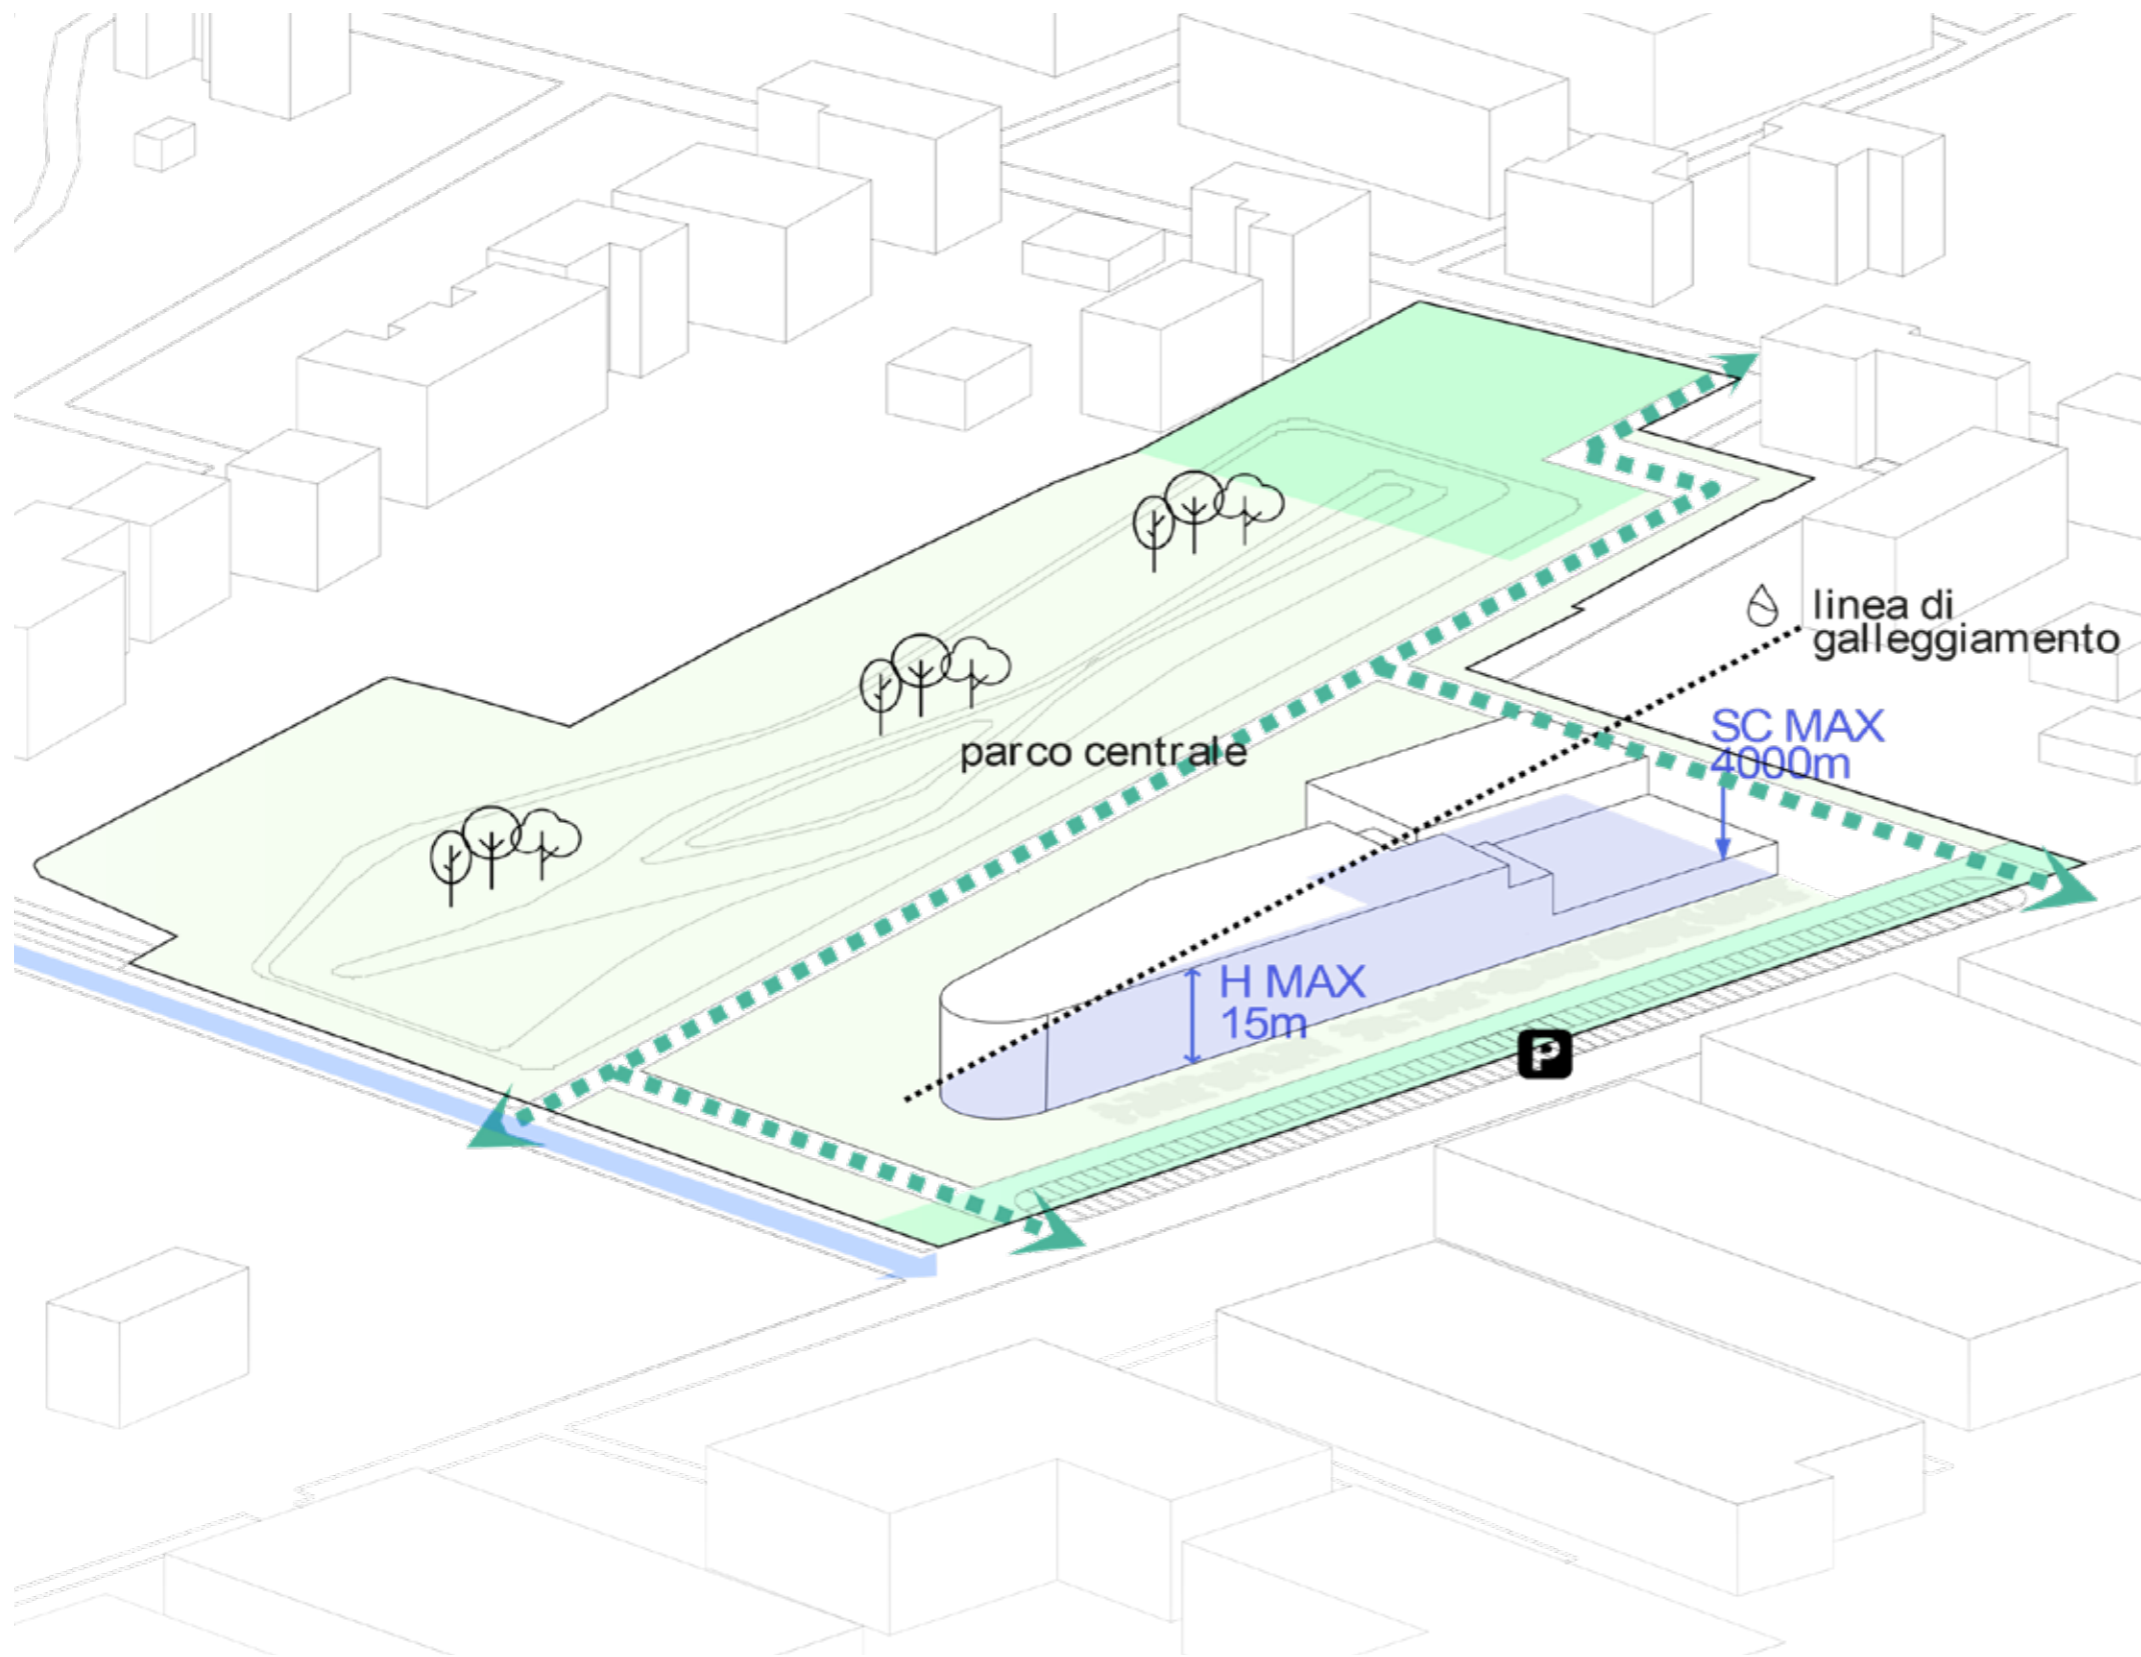 linea di
galleggiamento
SC MAX
4000m
parco centrale
H MAX
15m
P